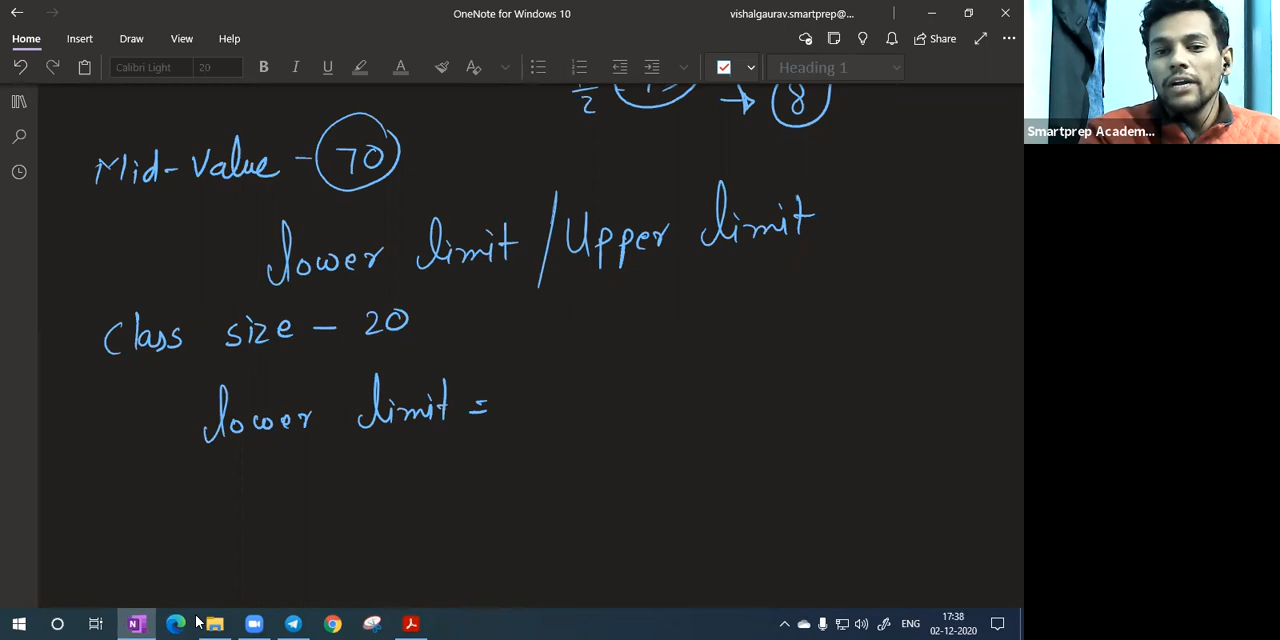 OneNote for Windows 10
vishalgaurav.smartprep@...
Home Insert Draw View Help
Share
Calibri Light 20 B I U A Heading 1
1/2 8
Mid-Value - 70
lower limit / Upper limit
Class size - 20
lower limit =
Smartprep Academ...
ENG
17:38
02-12-2020